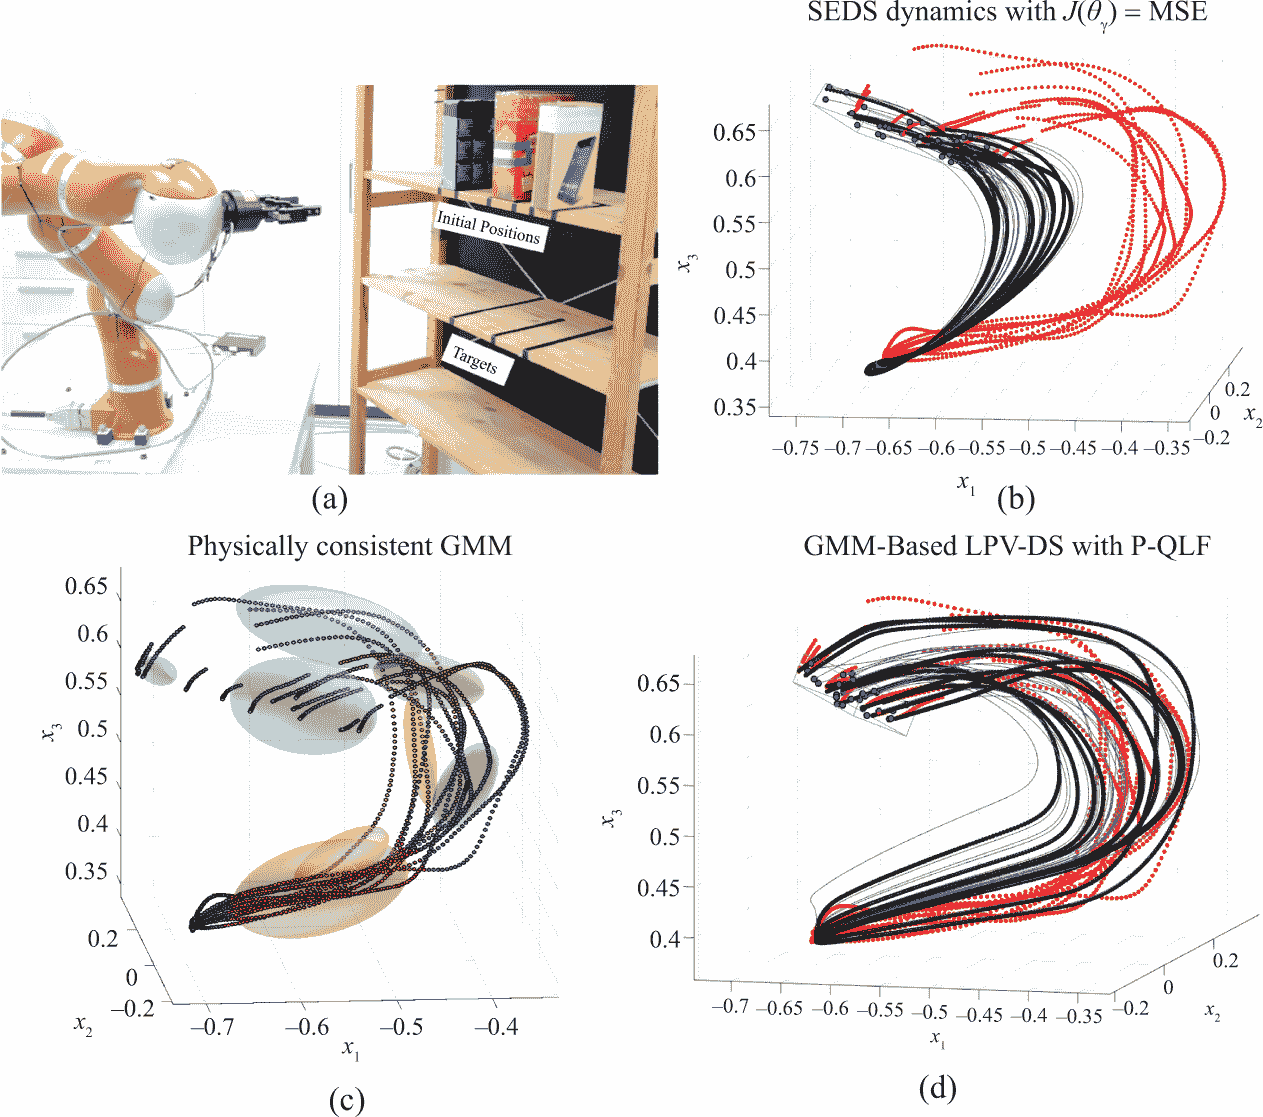 SEDS dynamics with J(θγ) = MSE
Initial Positions
Targets
(a)
0.65
0.6
0.55
0.5
0.45
0.4
0.35
x3
−0.75 −0.7 −0.65 −0.6 −0.55 −0.5 −0.45 −0.4 −0.35
x1
0.2
0
−0.2
x2
(b)
Physically consistent GMM
0.65
0.6
0.55
0.5
0.45
0.4
0.35
x3
0.2
0
−0.2
x2
−0.7 −0.6 −0.5 −0.4
x1
(c)
GMM-Based LPV-DS with P-QLF
0.65
0.6
0.55
0.5
0.45
0.4
x3
−0.7 −0.65 −0.6 −0.55 −0.5 −0.45 −0.4 −0.35
x1
0.2
0
−0.2
x2
(d)